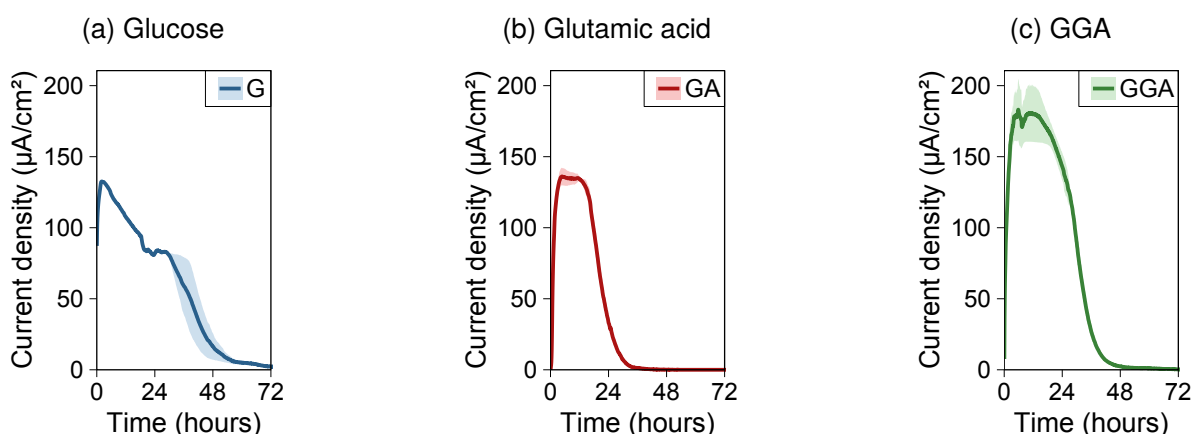 (a) Glucose
Current density (µA/cm²)
200
150
100
50
0
G
0 24 48 72
Time (hours)
(b) Glutamic acid
Current density (µA/cm²)
200
150
100
50
0
GA
0 24 48 72
Time (hours)
(c) GGA
Current density (µA/cm²)
200
150
100
50
0
GGA
0 24 48 72
Time (hours)